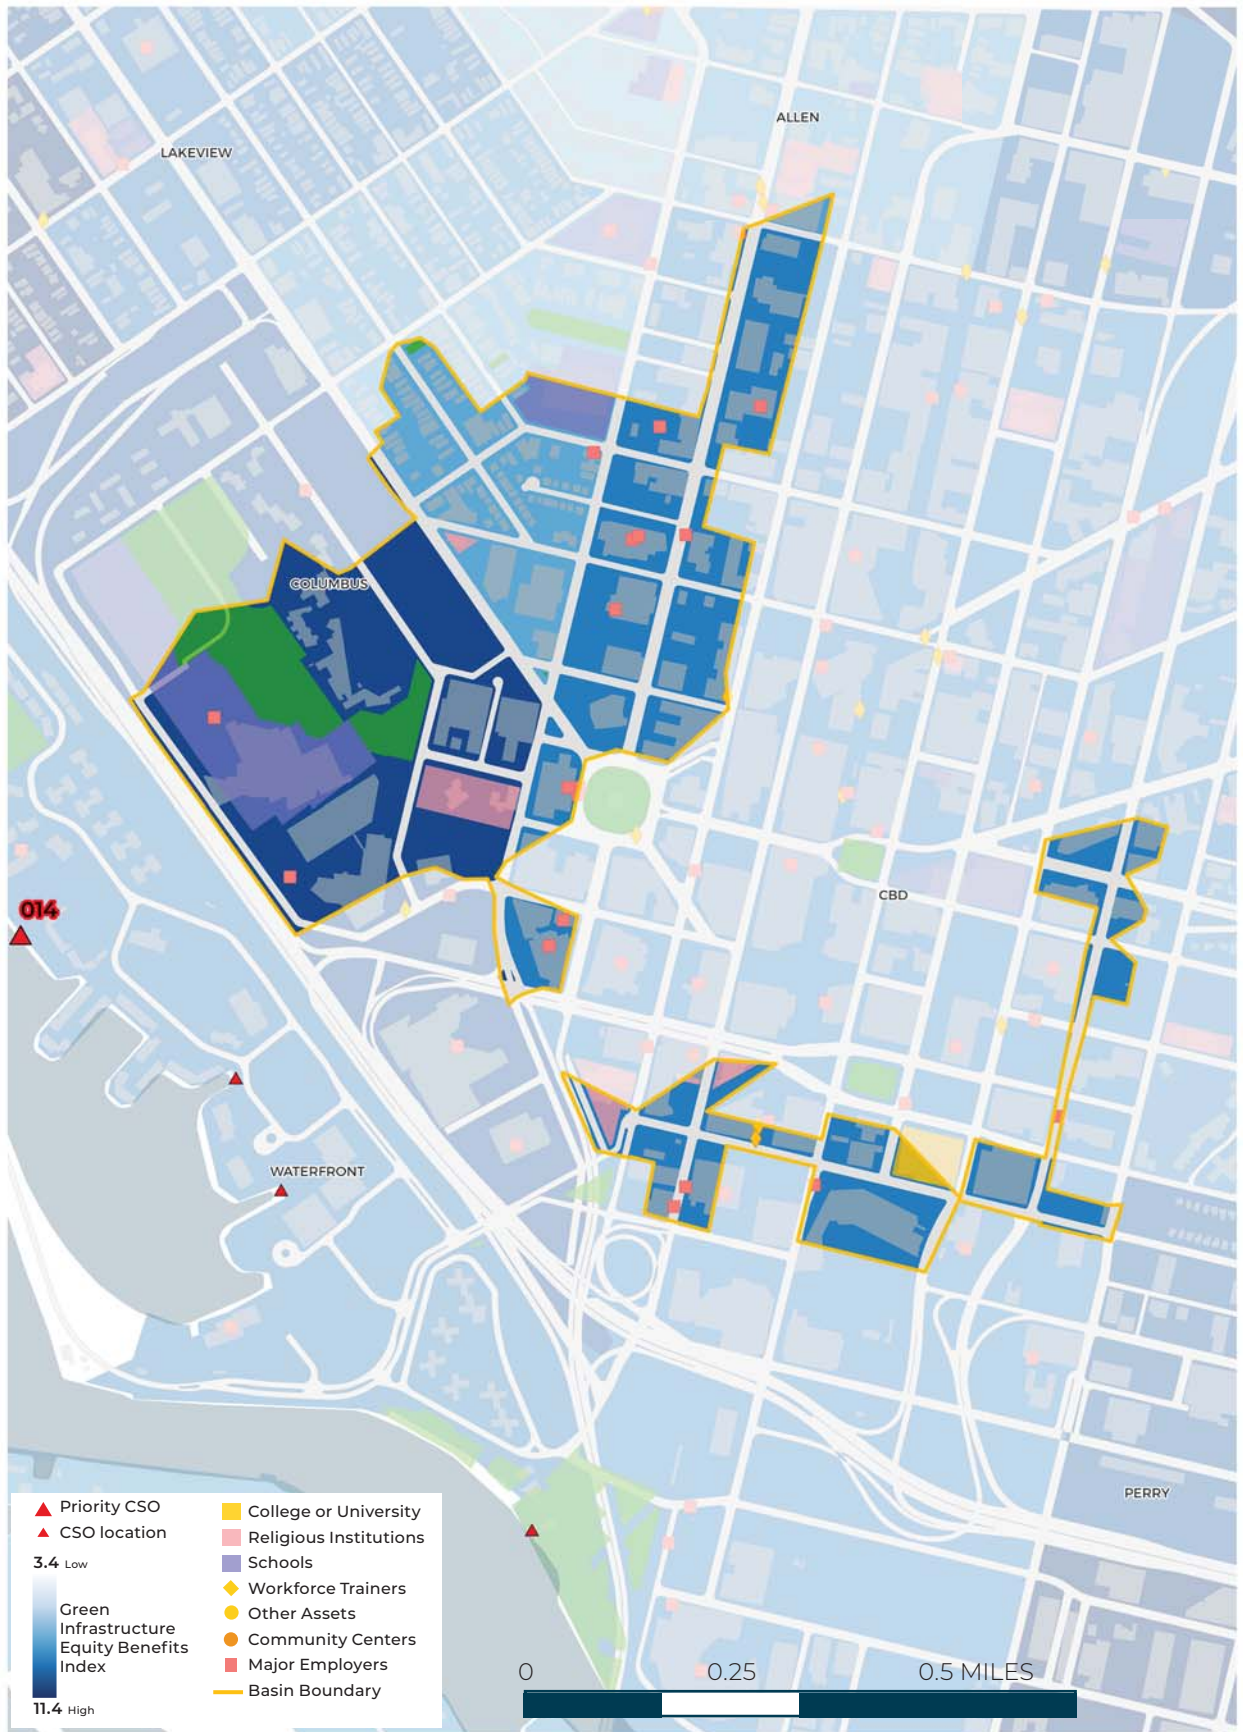 ALLEN
LAKEVIEW
COLUMBUS
CBD
014
WATERFRONT
PERRY
Priority CSO
CSO location
3.4 Low
Green
Infrastructure
Equity Benefits
Index
11.4 High
College or University
Religious Institutions
Schools
Workforce Trainers
Other Assets
Community Centers
Major Employers
Basin Boundary
0 0.25 0.5 MILES